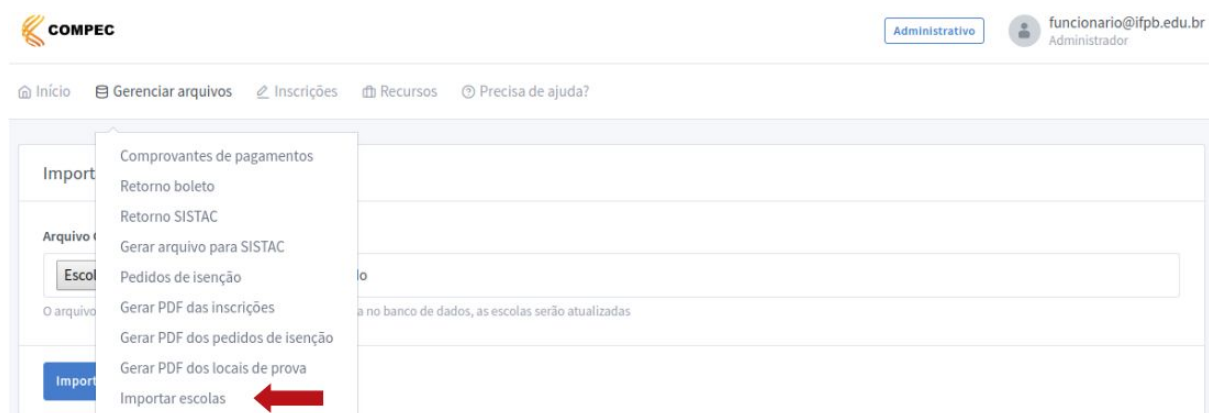 COMPEC
Administrativo
funcionario@ifpb.edu.br
Administrador
Início Gerenciar arquivos Inscrições Recursos Precisa de ajuda?
Comprovantes de pagamentos
Import
Retorno boleto
Retorno SISTAC
Arquivo
Gerar arquivo para SISTAC
Escol
Pedidos de isenção
lo
Gerar PDF das inscrições
O arquivo
a no banco de dados, as escolas serão atualizadas
Gerar PDF dos pedidos de isenção
Gerar PDF dos locais de prova
Import
Importar escolas